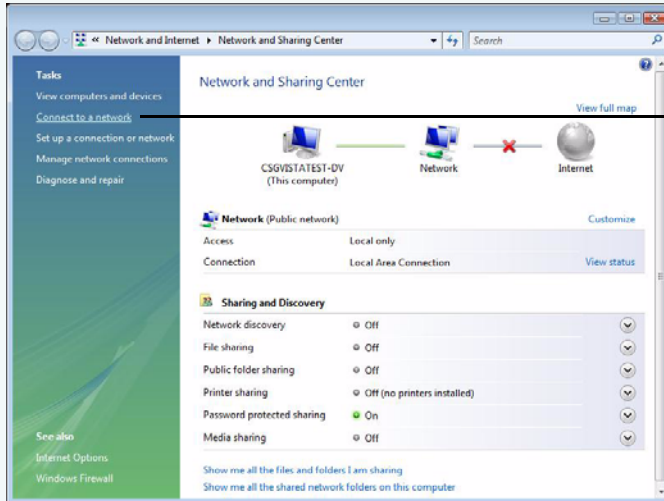 « Network and Internet ▸ Network and Sharing Center
Search
Tasks
View computers and devices
Connect to a network
Set up a connection or network
Manage network connections
Diagnose and repair
See also
Internet Options
Windows Firewall
Network and Sharing Center
View full map
CSGVISTATEST-DV
(This computer)
Network
Internet
Network (Public network)
Customize
Access Local only
Connection Local Area Connection View status
Sharing and Discovery
Network discovery Off
File sharing Off
Public folder sharing Off
Printer sharing Off (no printers installed)
Password protected sharing On
Media sharing Off
Show me all the files and folders I am sharing
Show me all the shared network folders on this computer